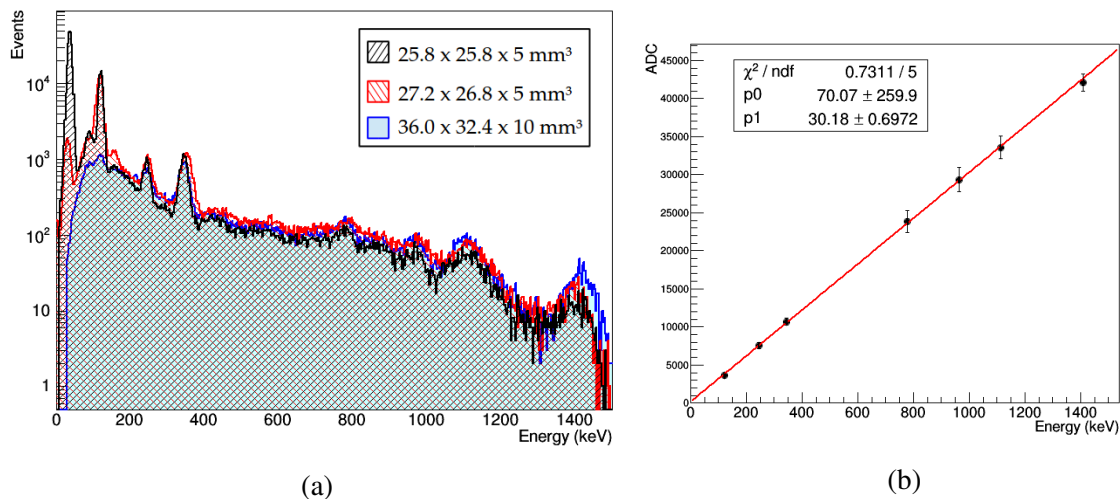 Events
10⁴
10³
10²
10
1
0 200 400 600 800 1000 1200 1400
Energy (keV)
25.8 x 25.8 x 5 mm³
27.2 x 26.8 x 5 mm³
36.0 x 32.4 x 10 mm³
(a)
ADC
45000
40000
35000
30000
25000
20000
15000
10000
5000
0
0 200 400 600 800 1000 1200 1400
Energy (keV)
χ² / ndf 0.7311 / 5
p0 70.07 ± 259.9
p1 30.18 ± 0.6972
(b)